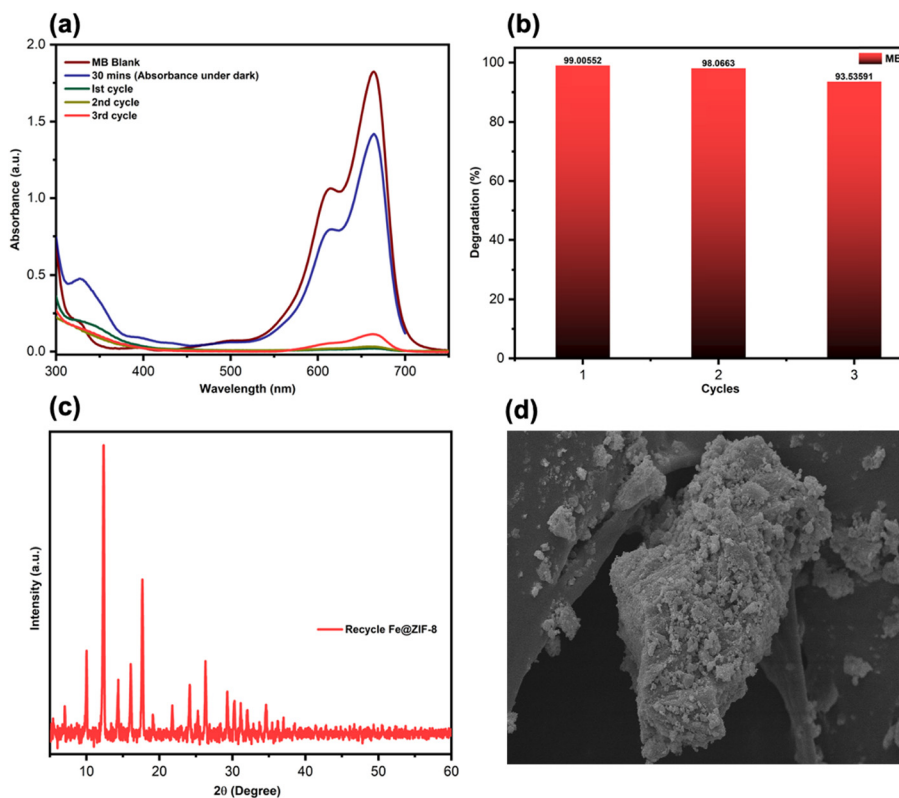 (a)
2.0
1.5
1.0
0.5
0.0
Absorbance (a.u.)
MB Blank
30 mins (Absorbance under dark)
Ist cycle
2nd cycle
3rd cycle
300
400
500
600
700
Wavelength (nm)
(b)
100
80
60
40
20
0
Degradation (%)
99.00552
98.0663
93.53591
MB
1
2
3
Cycles
(c)
Intensity (a.u.)
Recycle Fe@ZIF-8
10
20
30
40
50
60
2θ (Degree)
(d)